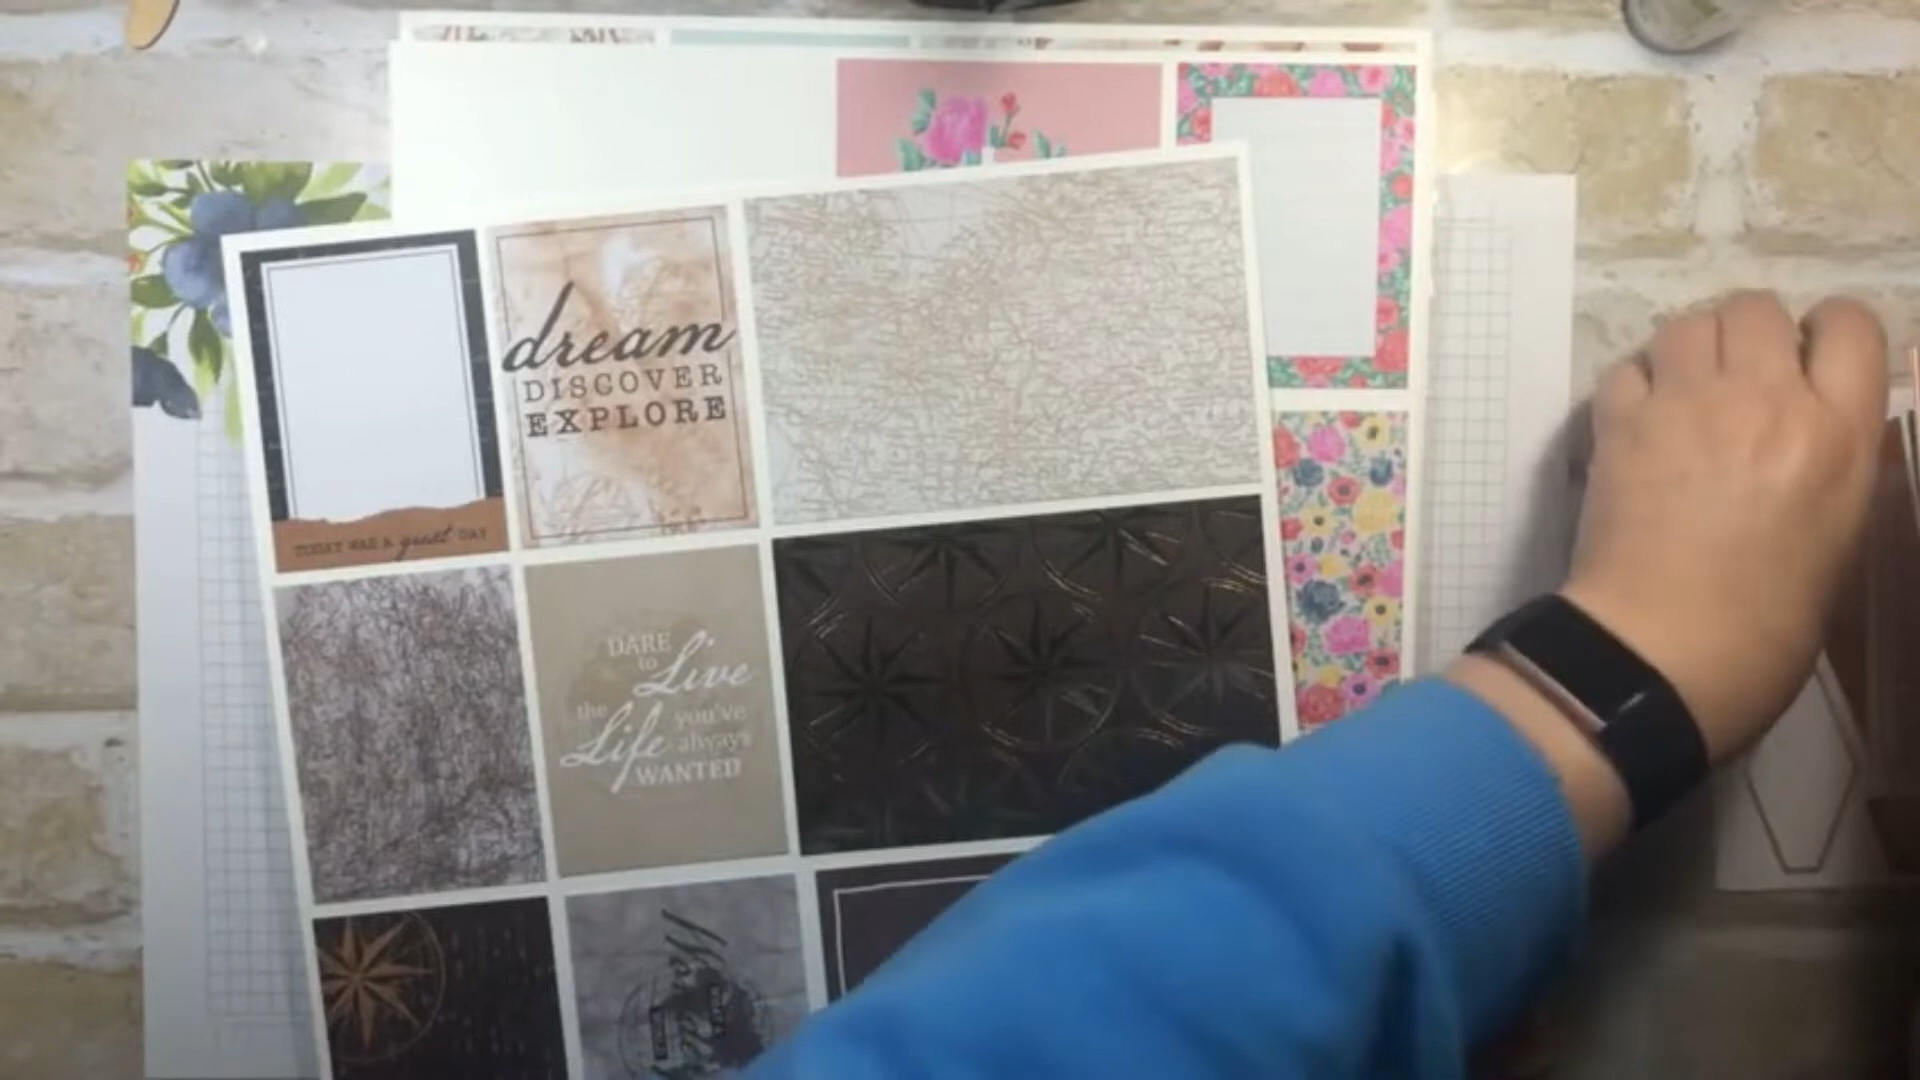 dream
DISCOVER
EXPLORE
TODAY WAS A great DAY
DARE
to Live
the you've
Life always
WANTED